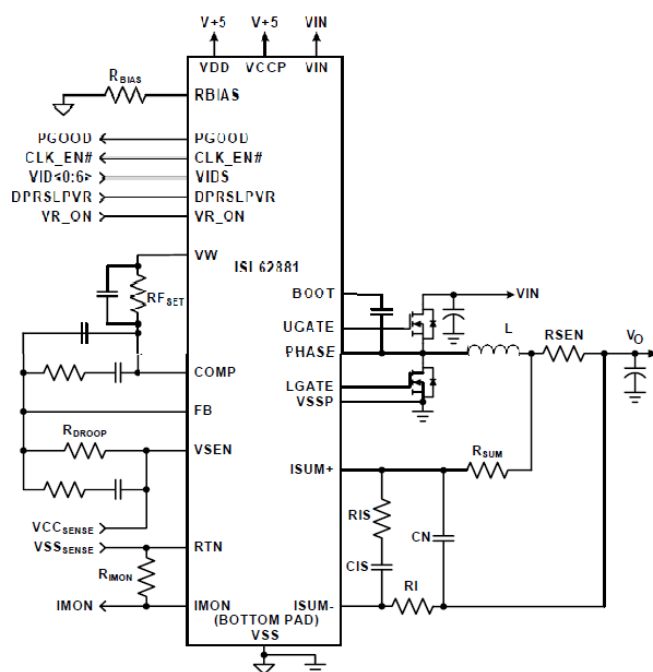 V+5 V+5 VIN
VDD VCCP VIN
RBIAS
RBIAS
PGOOD PGOOD
CLK_EN# CLK_EN#
VID<0:6> VIDS
DPRSLPVR DPRSLPVR
VR_ON VR_ON
VW
ISL62881
RFSET
BOOT
VIN
UGATE
L
RSEN
VO
PHASE
COMP
LGATE
VSSP
FB
RDROOP
VSEN
ISUM+
RSUM
RIS
CN
VCCSENSE
VSSSENSE
RTN
CIS
RIMON
RI
IMON IMON
ISUM-
(BOTTOM PAD)
VSS